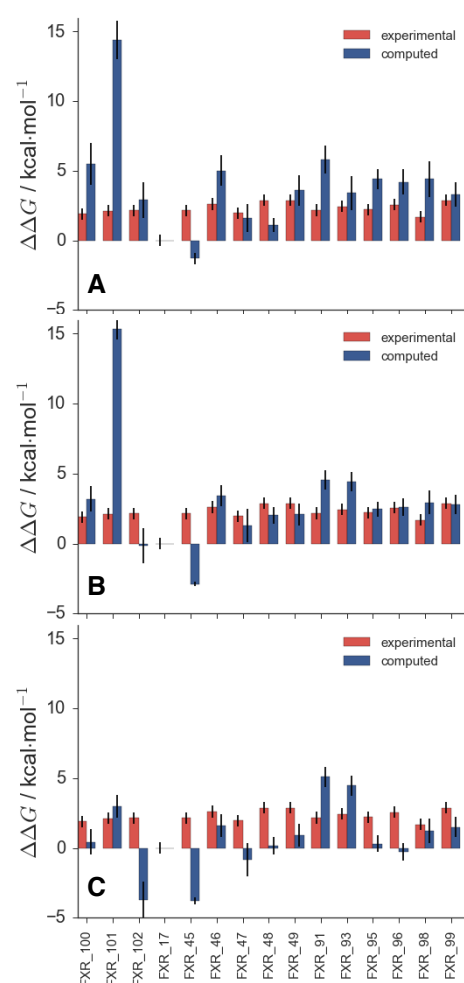 15
10
5
0
−5
ΔΔG / kcal·mol⁻¹
experimental
computed
A
15
10
5
0
−5
ΔΔG / kcal·mol⁻¹
experimental
computed
B
15
10
5
0
−5
ΔΔG / kcal·mol⁻¹
experimental
computed
C
FXR_100
FXR_101
FXR_102
FXR_17
FXR_45
FXR_46
FXR_47
FXR_48
FXR_49
FXR_91
FXR_93
FXR_95
FXR_96
FXR_98
FXR_99